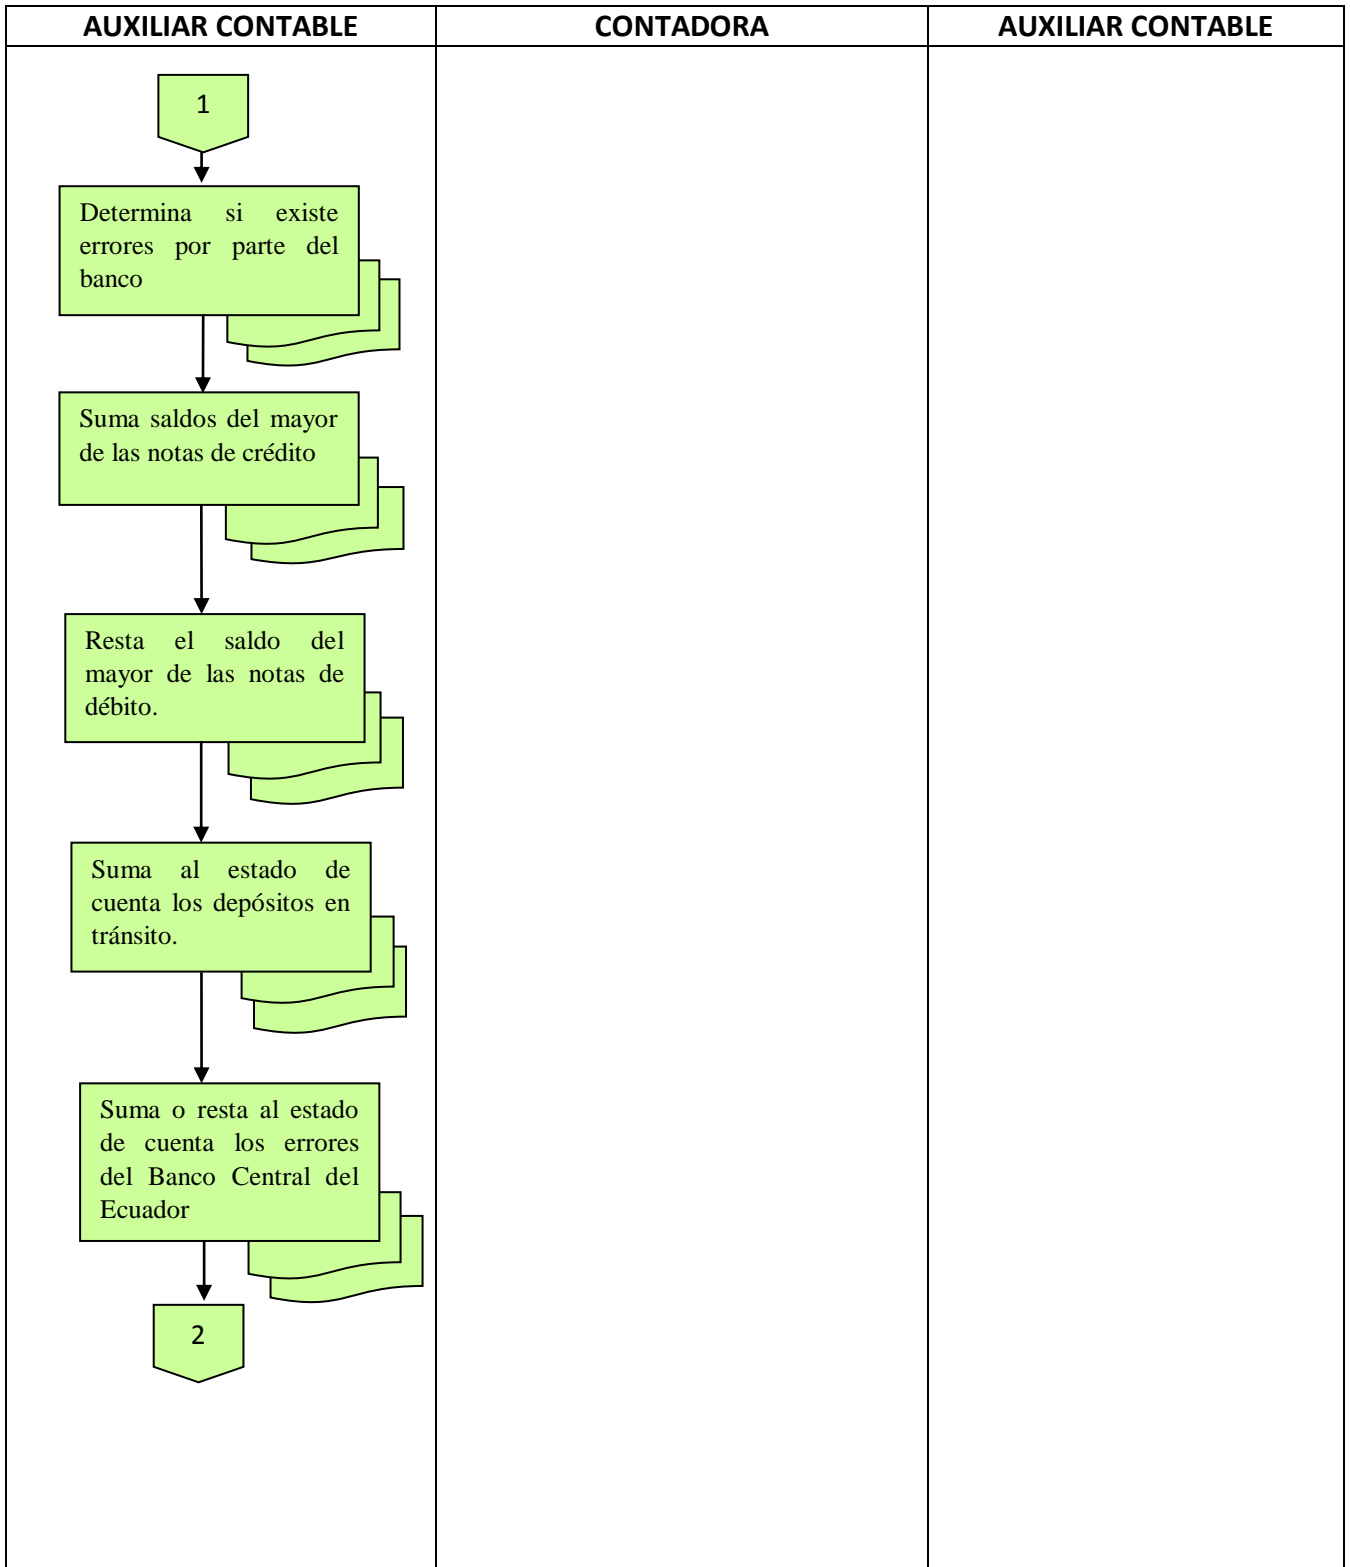 AUXILIAR CONTABLE
CONTADORA
AUXILIAR CONTABLE
1
Determina si existe
errores por parte del
banco
Suma saldos del mayor
de las notas de crédito
Resta el saldo del
mayor de las notas de
débito.
Suma al estado de
cuenta los depósitos en
tránsito.
Suma o resta al estado
de cuenta los errores
del Banco Central del
Ecuador
2